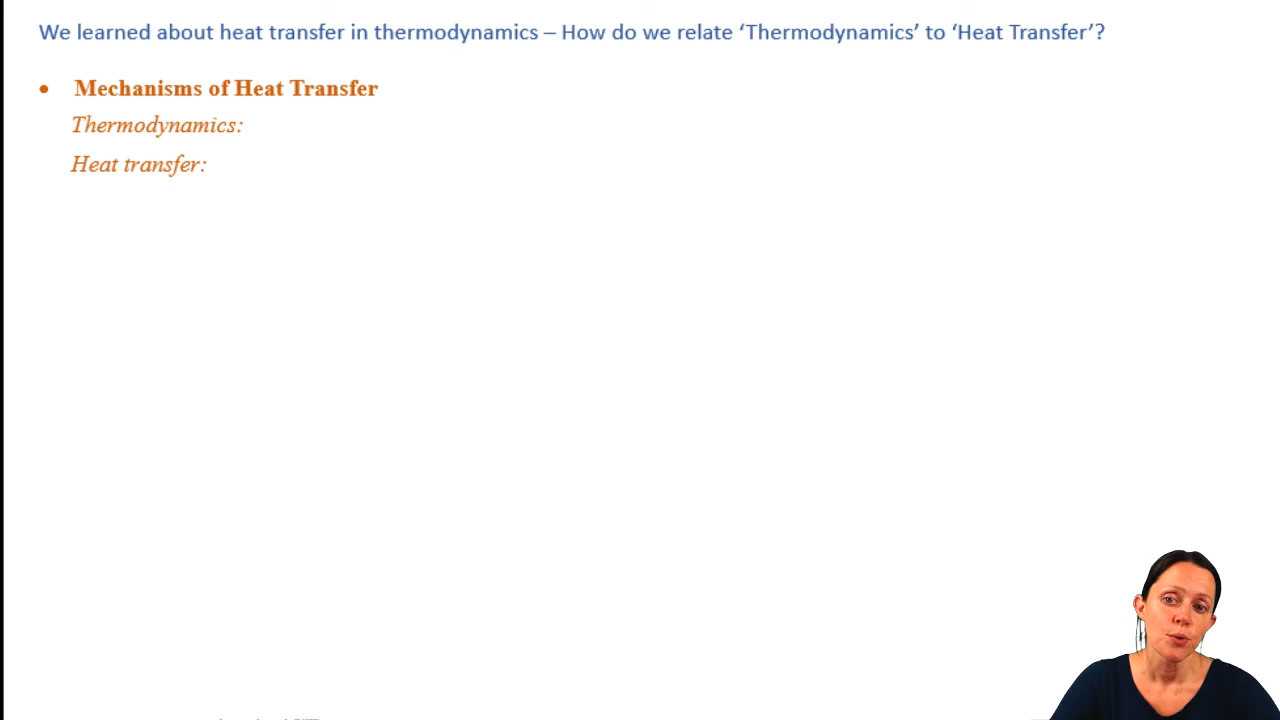 We learned about heat transfer in thermodynamics – How do we relate ‘Thermodynamics’ to ‘Heat Transfer’?
• Mechanisms of Heat Transfer
Thermodynamics:
Heat transfer: